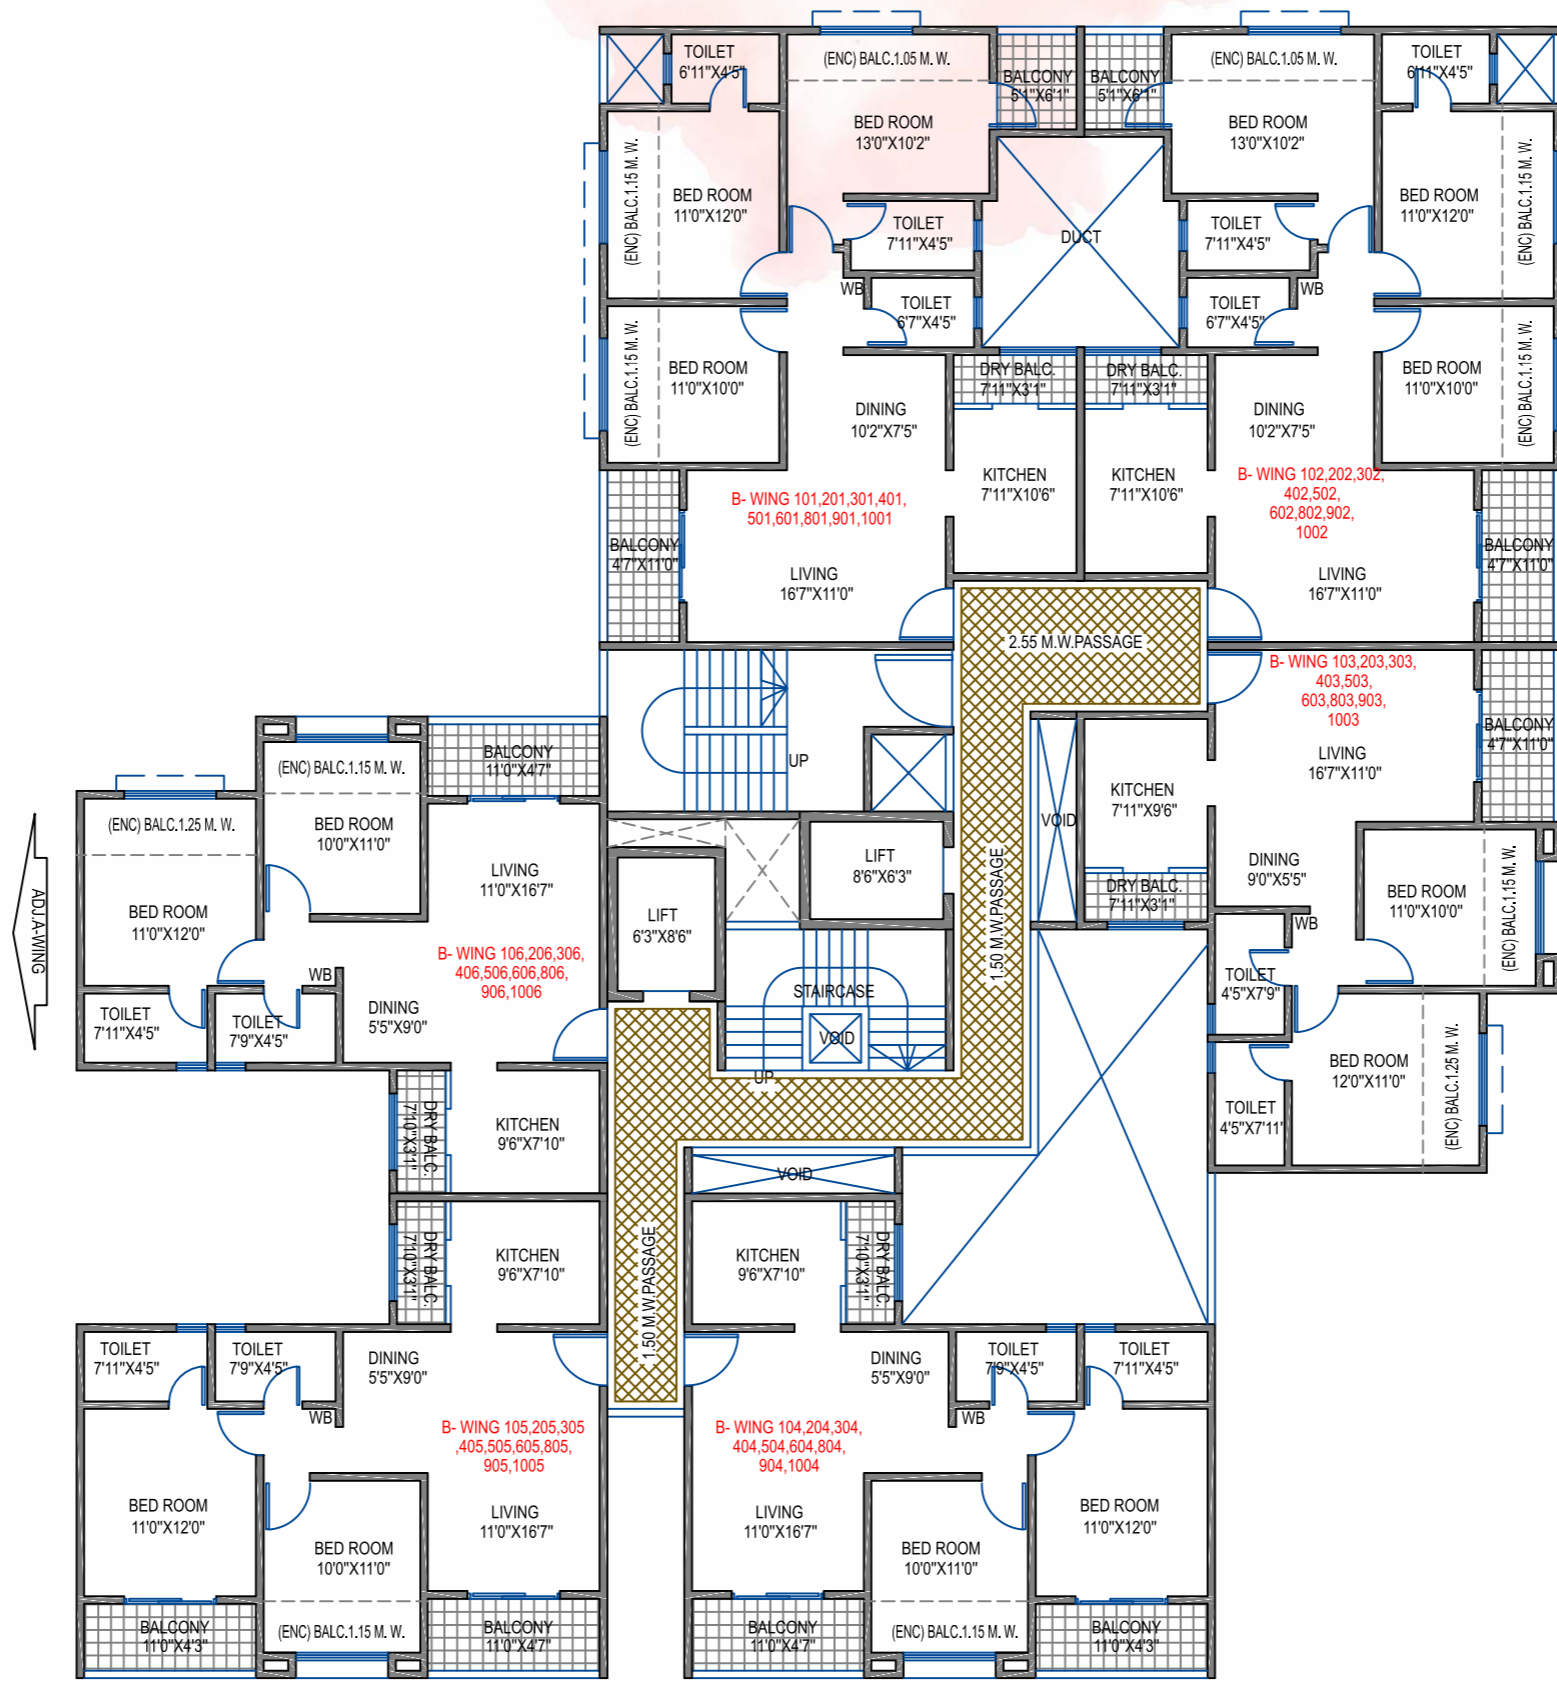 TOILET
6'11"X4'5"
(ENC) BALC.1.05 M. W.
BALCONY
5'1"X6'1"
BED ROOM
13'0"X10'2"
BED ROOM
11'0"X12'0"
(ENC) BALC.1.15 M. W.
TOILET
7'11"X4'5"
WB
TOILET
6'7"X4'5"
BED ROOM
11'0"X10'0"
(ENC) BALC.1.15 M. W.
DRY BALC.
7'11"X3'1"
DINING
10'2"X7'5"
KITCHEN
7'11"X10'6"
B- WING 101,201,301,401,
501,601,801,901,1001
BALCONY
4'7"X11'0"
LIVING
16'7"X11'0"
DUCT
BALCONY
5'1"X6'1"
(ENC) BALC.1.05 M. W.
TOILET
6'11"X4'5"
BED ROOM
13'0"X10'2"
BED ROOM
11'0"X12'0"
(ENC) BALC.1.15 M. W.
TOILET
7'11"X4'5"
WB
TOILET
6'7"X4'5"
BED ROOM
11'0"X10'0"
(ENC) BALC.1.15 M. W.
DRY BALC.
7'11"X3'1"
DINING
10'2"X7'5"
KITCHEN
7'11"X10'6"
B- WING 102,202,302,
402,502,
602,802,902,
1002
BALCONY
4'7"X11'0"
LIVING
16'7"X11'0"
2.55 M.W.PASSAGE
B- WING 103,203,303,
403,503,
603,803,903,
1003
BALCONY
4'7"X11'0"
LIVING
16'7"X11'0"
KITCHEN
7'11"X9'6"
VOID
DRY BALC.
7'11"X3'1"
DINING
9'0"X5'5"
BED ROOM
11'0"X10'0"
(ENC) BALC.1.15 M. W.
WB
TOILET
4'5"X7'9"
BED ROOM
12'0"X11'0"
(ENC) BALC.1.25 M. W.
TOILET
4'5"X7'11'
UP
LIFT
8'6"X6'3"
LIFT
6'3"X8'6"
1.50 M.W.PASSAGE
STAIRCASE
VOID
UP
VOID
1.50 M.W.PASSAGE
ADJ A-WING
BALCONY
11'0"X4'7"
(ENC) BALC.1.15 M. W.
(ENC) BALC.1.25 M. W.
BED ROOM
10'0"X11'0"
LIVING
11'0"X16'7"
BED ROOM
11'0"X12'0"
B- WING 106,206,306,
406,506,606,806,
906,1006
WB
TOILET
7'11"X4'5"
TOILET
7'9"X4'5"
DINING
5'5"X9'0"
DRY BALC.
7'10"X3'1"
KITCHEN
9'6"X7'10"
DRY BALC.
7'10"X3'1"
KITCHEN
9'6"X7'10"
TOILET
7'11"X4'5"
TOILET
7'9"X4'5"
DINING
5'5"X9'0"
WB
B- WING 105,205,305
,405,505,605,805,
905,1005
BED ROOM
11'0"X12'0"
LIVING
11'0"X16'7"
BED ROOM
10'0"X11'0"
BALCONY
11'0"X4'3"
(ENC) BALC.1.15 M. W.
BALCONY
11'0"X4'7"
KITCHEN
9'6"X7'10"
DRY BALC.
7'10"X3'1"
DINING
5'5"X9'0"
TOILET
7'9"X4'5"
TOILET
7'11"X4'5"
WB
B- WING 104,204,304,
404,504,604,804,
904,1004
LIVING
11'0"X16'7"
BED ROOM
11'0"X12'0"
BED ROOM
10'0"X11'0"
BALCONY
11'0"X4'7"
(ENC) BALC.1.15 M. W.
BALCONY
11'0"X4'3"